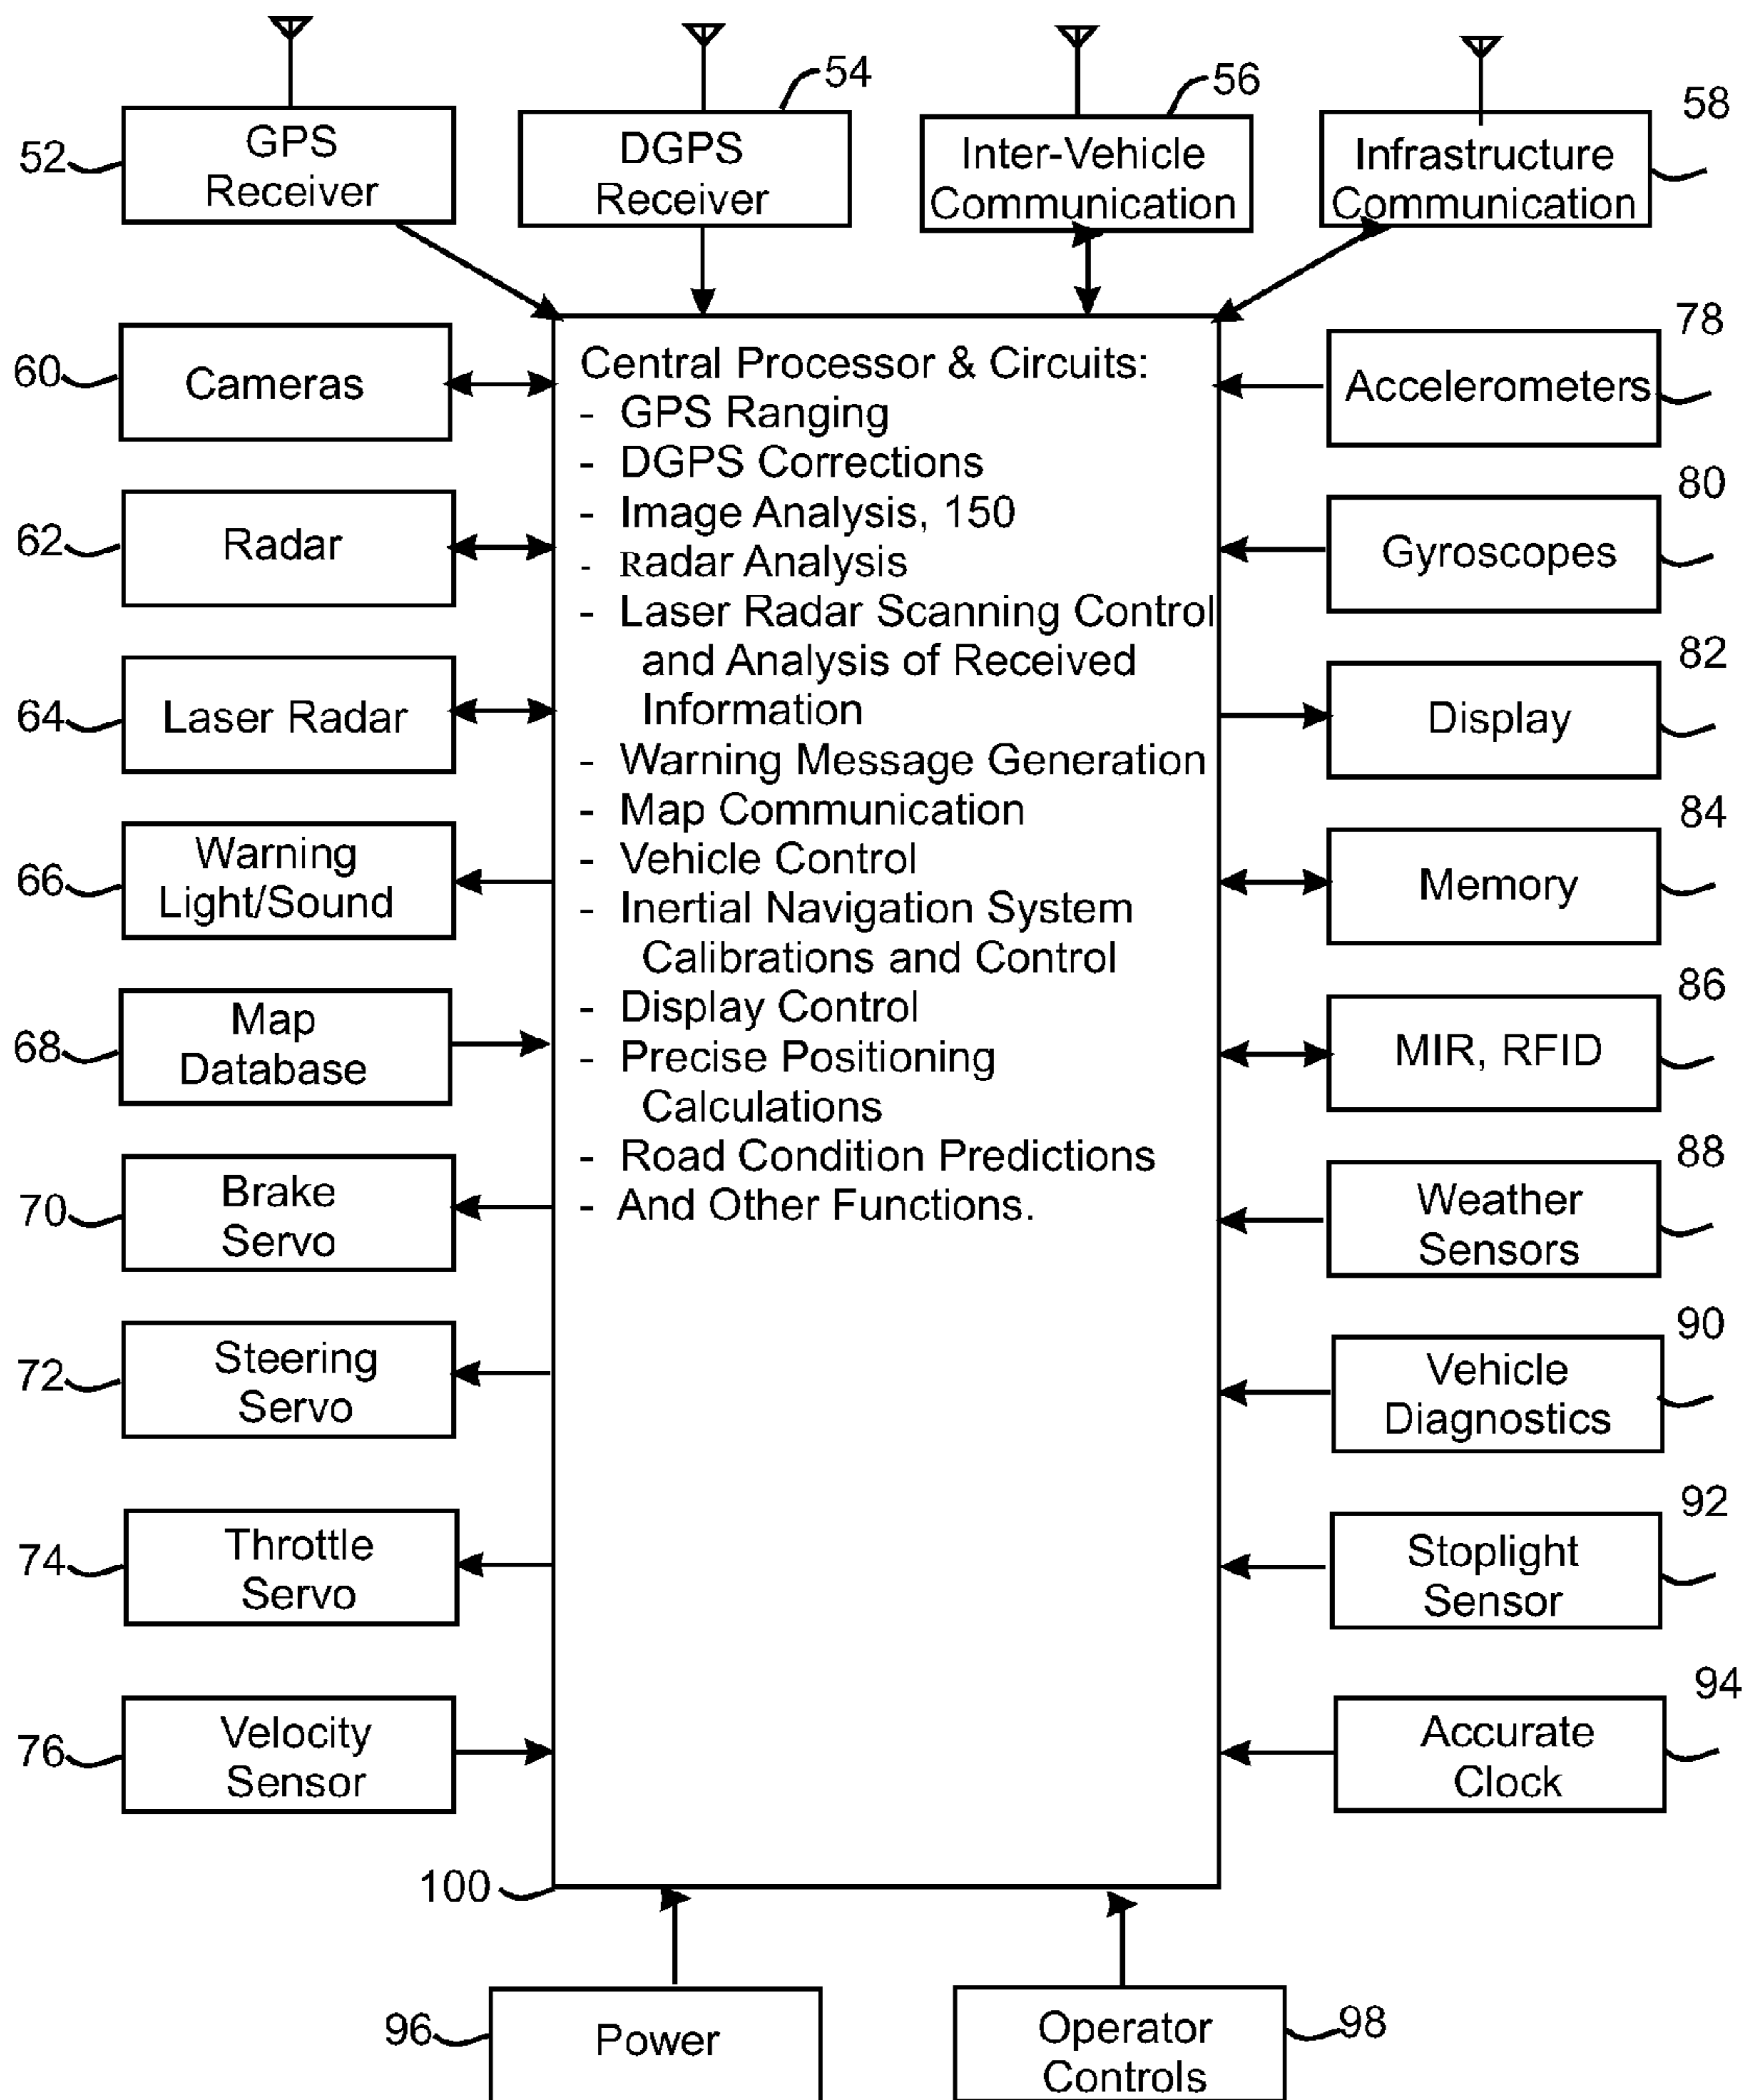 54
56
58
52
GPS
Receiver
DGPS
Receiver
Inter-Vehicle
Communication
Infrastructure
Communication
60
Cameras
62
Radar
64
Laser Radar
66
Warning
Light/Sound
68
Map
Database
70
Brake
Servo
72
Steering
Servo
74
Throttle
Servo
76
Velocity
Sensor
Central Processor & Circuits:
- GPS Ranging
- DGPS Corrections
- Image Analysis, 150
- Radar Analysis
- Laser Radar Scanning Control
and Analysis of Received
Information
- Warning Message Generation
- Map Communication
- Vehicle Control
- Inertial Navigation System
Calibrations and Control
- Display Control
- Precise Positioning
Calculations
- Road Condition Predictions
- And Other Functions.
100
78
Accelerometers
80
Gyroscopes
82
Display
84
Memory
86
MIR, RFID
88
Weather
Sensors
90
Vehicle
Diagnostics
92
Stoplight
Sensor
94
Accurate
Clock
96
Power
98
Operator
Controls